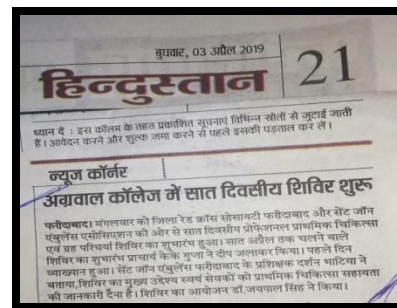 बुधवार, 03 अप्रैल 2019
हिन्दुस्तान
21
ध्यान दें : इस कॉलम के तहत प्रकाशित सूचनाएं विभिन्न स्रोतों से जुटाई जाती
हैं। आवेदन करने और शुल्क जमा करने से पहले इसकी पड़ताल कर लें।
न्यूज कॉर्नर
अग्रवाल कॉलेज में सात दिवसीय शिविर शुरू
फरीदाबाद। मंगलवार को जिला रेड क्रॉस सोसायटी फरीदाबाद और सेंट जॉन
एंबुलेंस एसोसिएशन की ओर से सात दिवसीय प्रोफेशनल प्राथमिक चिकित्सा
एवं ग्रह परिचर्या शिविर का शुभारंभ हुआ। सात अप्रैल तक चलने वाले
शिविर का शुभारंभ प्राचार्य केके गुप्ता ने दीप जलाकर किया। पहले दिन
व्याख्यान हुआ। सेंट जॉन एंबुलेंस फरीदाबाद के प्रशिक्षक दर्शन भाटिया ने
बताया,शिविर का मुख्य उद्देश्य स्वयं सेवकों को प्राथमिक चिकित्सा सहायता
की जानकारी देना है। शिविर का आयोजन डॉ.जयपाल सिंह ने किया।